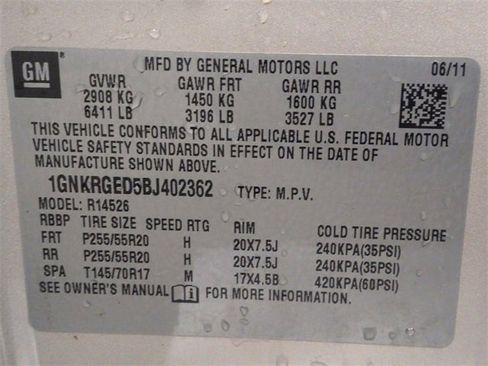 GM
MFD BY GENERAL MOTORS LLC 06/11
GVWR GAWR FRT GAWR RR
2908 KG 1450 KG 1600 KG
6411 LB 3196 LB 3527 LB
THIS VEHICLE CONFORMS TO ALL APPLICABLE U.S. FEDERAL MOTOR
VEHICLE SAFETY STANDARDS IN EFFECT ON THE DATE OF
MANUFACTURE SHOWN ABOVE.
1GNKRGED5BJ402362 TYPE: M.P.V.
MODEL: R14526
RBBP TIRE SIZE SPEED RTG RIM COLD TIRE PRESSURE
FRT P255/55R20 H 20X7.5J 240KPA(35PSI)
RR P255/55R20 H 20X7.5J 240KPA(35PSI)
SPA T145/70R17 M 17X4.5B 420KPA(60PSI)
SEE OWNER'S MANUAL FOR MORE INFORMATION.